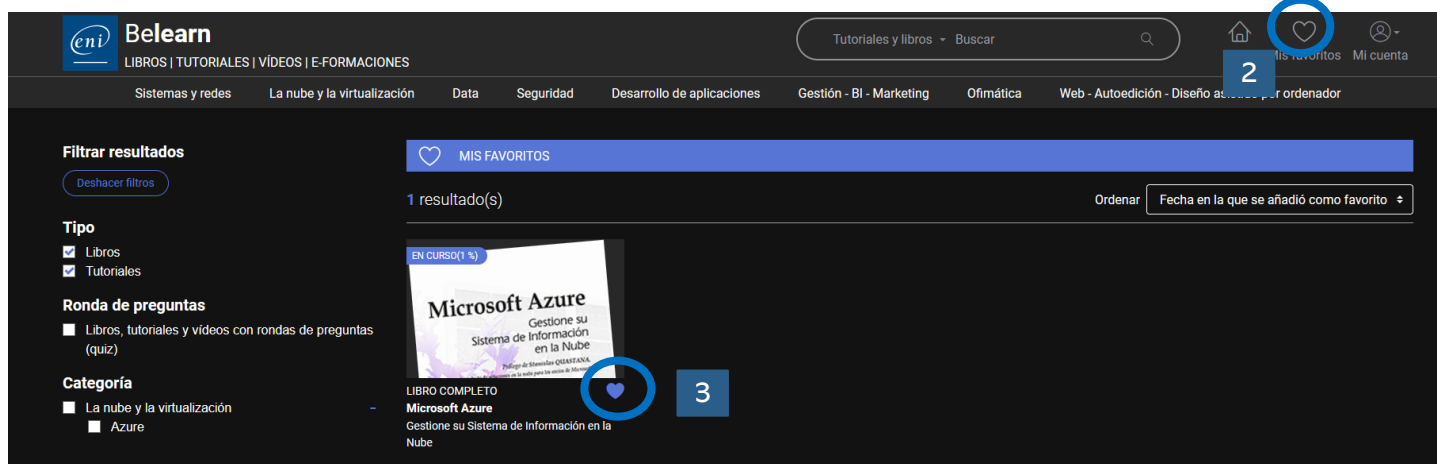 eni
Belearn
LIBROS | TUTORIALES | VÍDEOS | E-FORMACIONES
Tutoriales y libros Buscar
2
Mis favoritos Mi cuenta
Sistemas y redes La nube y la virtualización Data Seguridad Desarrollo de aplicaciones Gestión - BI - Marketing Ofimática Web - Autoedición - Diseño asistido por ordenador
Filtrar resultados
Deshacer filtros
Tipo
Libros
Tutoriales
Ronda de preguntas
Libros, tutoriales y vídeos con rondas de preguntas
(quiz)
Categoría
La nube y la virtualización
Azure
MIS FAVORITOS
1 resultado(s)
Ordenar Fecha en la que se añadió como favorito
EN CURSO(1 %)
Microsoft Azure
Gestione su
Sistema de Información
en la Nube
Prólogo de Stanislas QUASTANA,
3
LIBRO COMPLETO
Microsoft Azure
Gestione su Sistema de Información en la
Nube